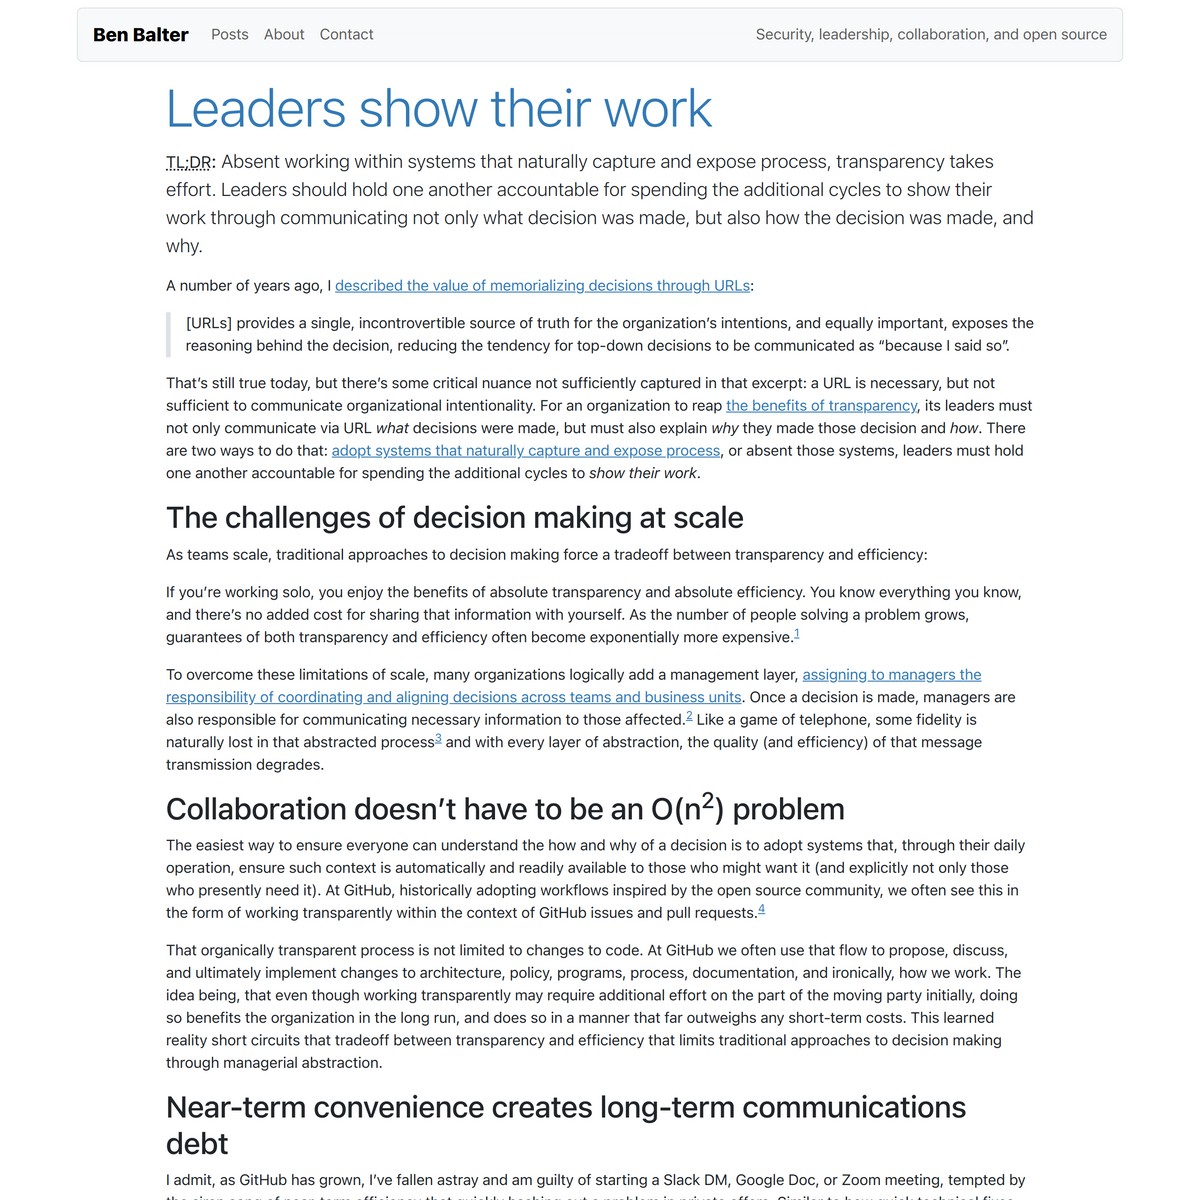 Ben Balter Posts About Contact Security, leadership, collaboration, and open source
Leaders show their work
TL;DR: Absent working within systems that naturally capture and expose process, transparency takes
effort. Leaders should hold one another accountable for spending the additional cycles to show their
work through communicating not only what decision was made, but also how the decision was made, and
why.
A number of years ago, I described the value of memorializing decisions through URLs:
[URLs] provides a single, incontrovertible source of truth for the organization’s intentions, and equally important, exposes the
reasoning behind the decision, reducing the tendency for top-down decisions to be communicated as “because I said so”.
That’s still true today, but there’s some critical nuance not sufficiently captured in that excerpt: a URL is necessary, but not
sufficient to communicate organizational intentionality. For an organization to reap the benefits of transparency, its leaders must
not only communicate via URL what decisions were made, but must also explain why they made those decision and how. There
are two ways to do that: adopt systems that naturally capture and expose process, or absent those systems, leaders must hold
one another accountable for spending the additional cycles to show their work.
The challenges of decision making at scale
As teams scale, traditional approaches to decision making force a tradeoff between transparency and efficiency:
If you’re working solo, you enjoy the benefits of absolute transparency and absolute efficiency. You know everything you know,
and there’s no added cost for sharing that information with yourself. As the number of people solving a problem grows,
guarantees of both transparency and efficiency often become exponentially more expensive.1
To overcome these limitations of scale, many organizations logically add a management layer, assigning to managers the
responsibility of coordinating and aligning decisions across teams and business units. Once a decision is made, managers are
also responsible for communicating necessary information to those affected.2 Like a game of telephone, some fidelity is
naturally lost in that abstracted process3 and with every layer of abstraction, the quality (and efficiency) of that message
transmission degrades.
Collaboration doesn’t have to be an O(n2) problem
The easiest way to ensure everyone can understand the how and why of a decision is to adopt systems that, through their daily
operation, ensure such context is automatically and readily available to those who might want it (and explicitly not only those
who presently need it). At GitHub, historically adopting workflows inspired by the open source community, we often see this in
the form of working transparently within the context of GitHub issues and pull requests.4
That organically transparent process is not limited to changes to code. At GitHub we often use that flow to propose, discuss,
and ultimately implement changes to architecture, policy, programs, process, documentation, and ironically, how we work. The
idea being, that even though working transparently may require additional effort on the part of the moving party initially, doing
so benefits the organization in the long run, and does so in a manner that far outweighs any short-term costs. This learned
reality short circuits that tradeoff between transparency and efficiency that limits traditional approaches to decision making
through managerial abstraction.
Near-term convenience creates long-term communications
debt
I admit, as GitHub has grown, I’ve fallen astray and am guilty of starting a Slack DM, Google Doc, or Zoom meeting, tempted by